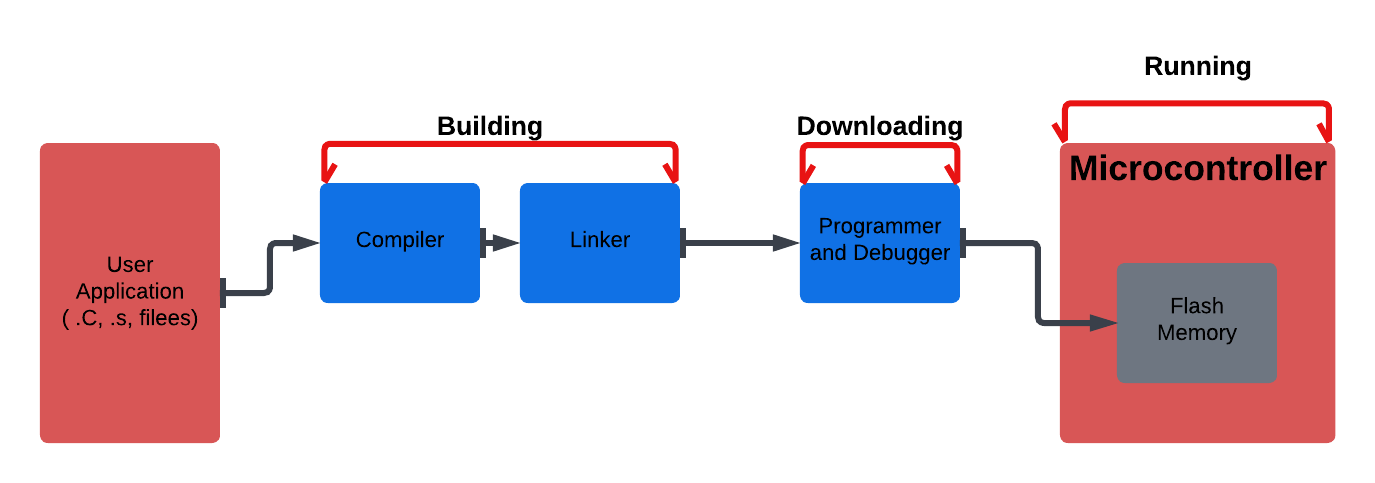 Running
Building
Downloading
Microcontroller
User
Application
( .C, .s, filees)
Compiler
Linker
Programmer
and Debugger
Flash
Memory